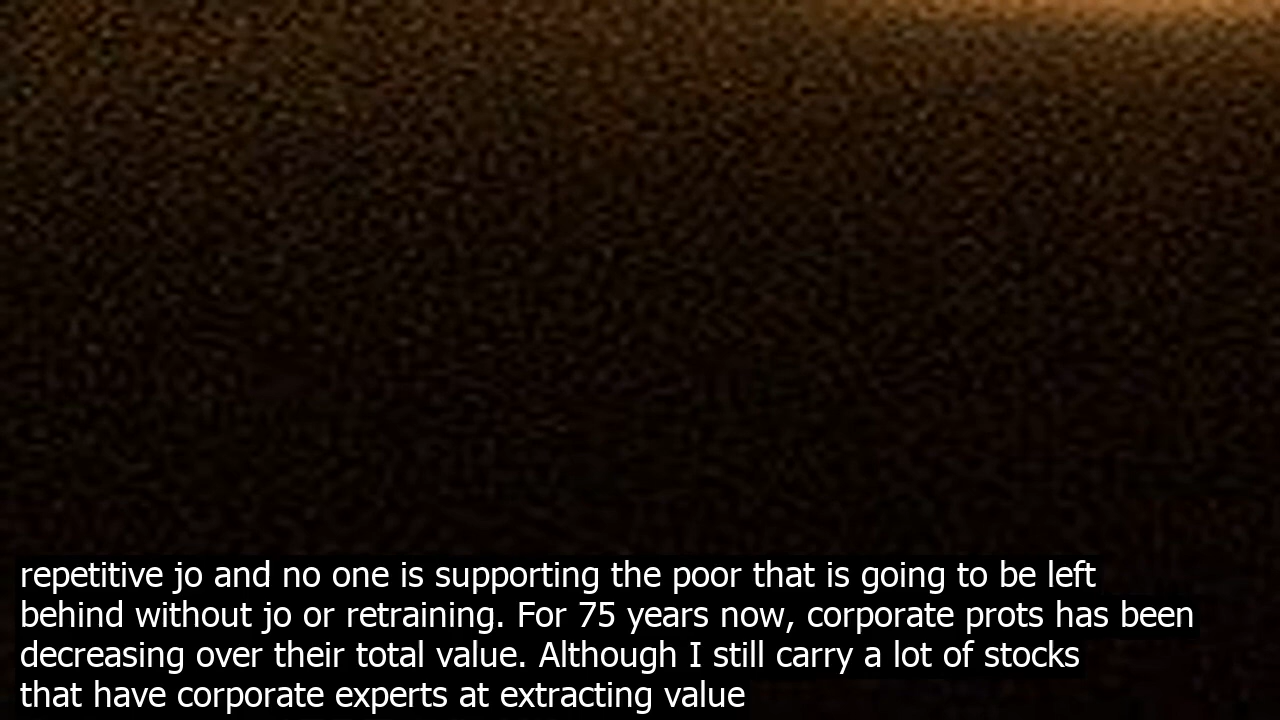 repetitive jo and no one is supporting the poor that is going to be left
behind without jo or retraining. For 75 years now, corporate prots has been
decreasing over their total value. Although I still carry a lot of stocks
that have corporate experts at extracting value